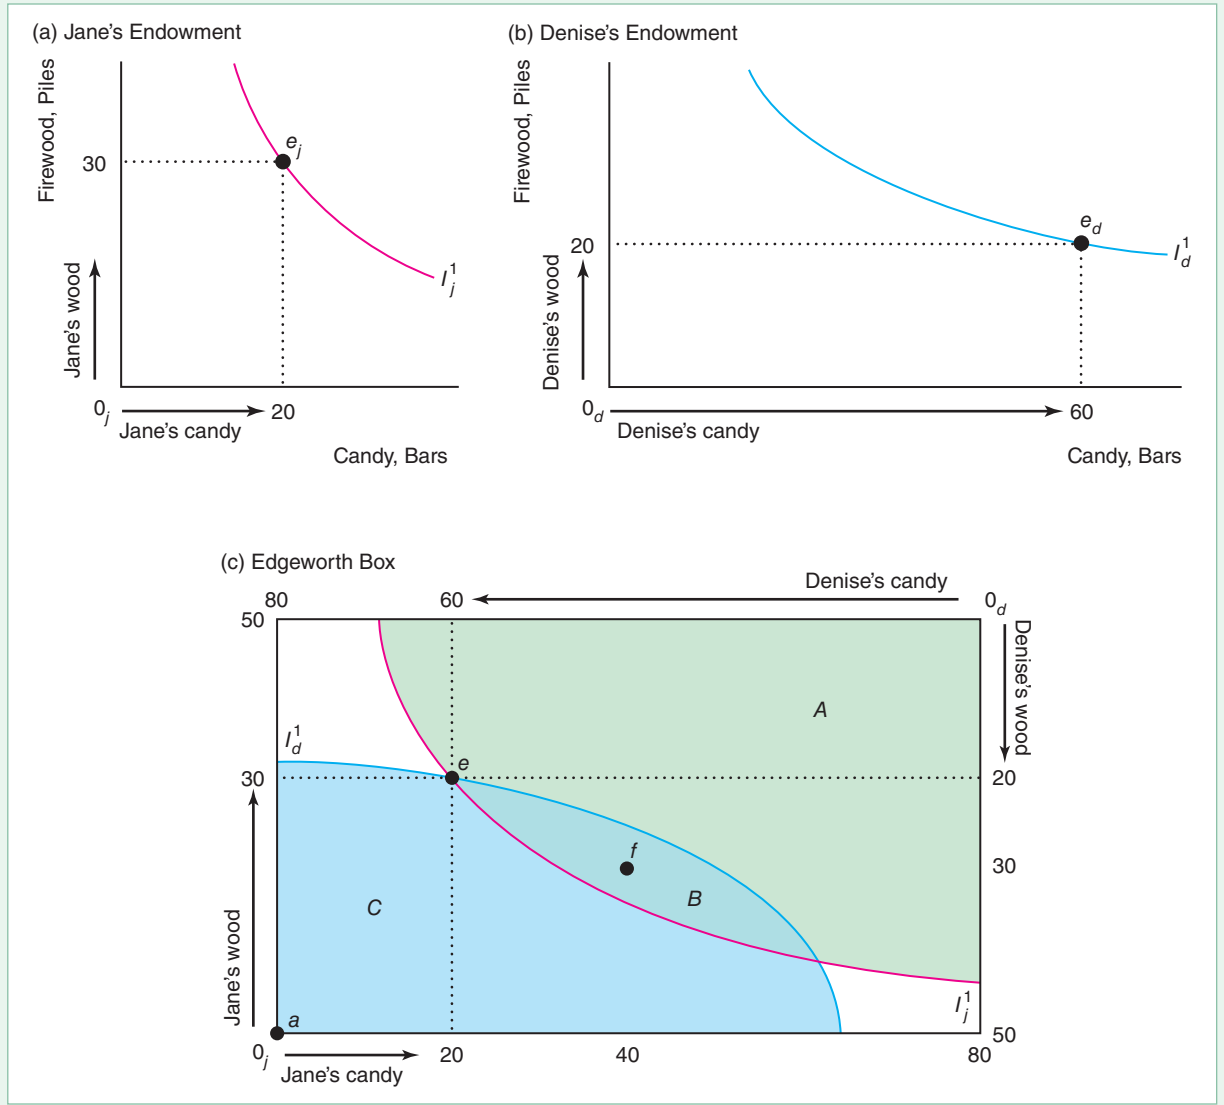 (a) Jane's Endowment
Firewood, Piles
30
e_j
I_j^1
Jane's wood
0_j
20
Jane's candy
Candy, Bars
(b) Denise's Endowment
Firewood, Piles
20
e_d
I_d^1
Denise's wood
0_d
60
Denise's candy
Candy, Bars
(c) Edgeworth Box
Denise's candy
80
60
0_d
50
Denise's wood
A
I_d^1
30
e
20
f
30
B
C
Jane's wood
I_j^1
a
50
0_j
20
40
80
Jane's candy